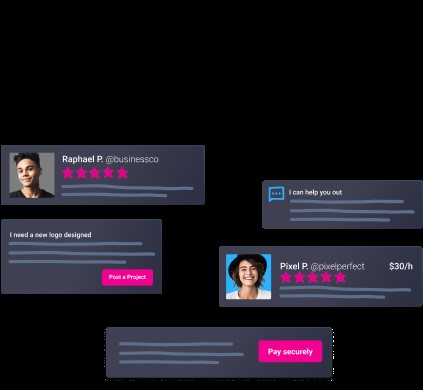 Raphael P. @businessco
I can help you out
I need a new logo designed
Post a Project
Pixel P. @pixelperfect $30/h
Pay securely